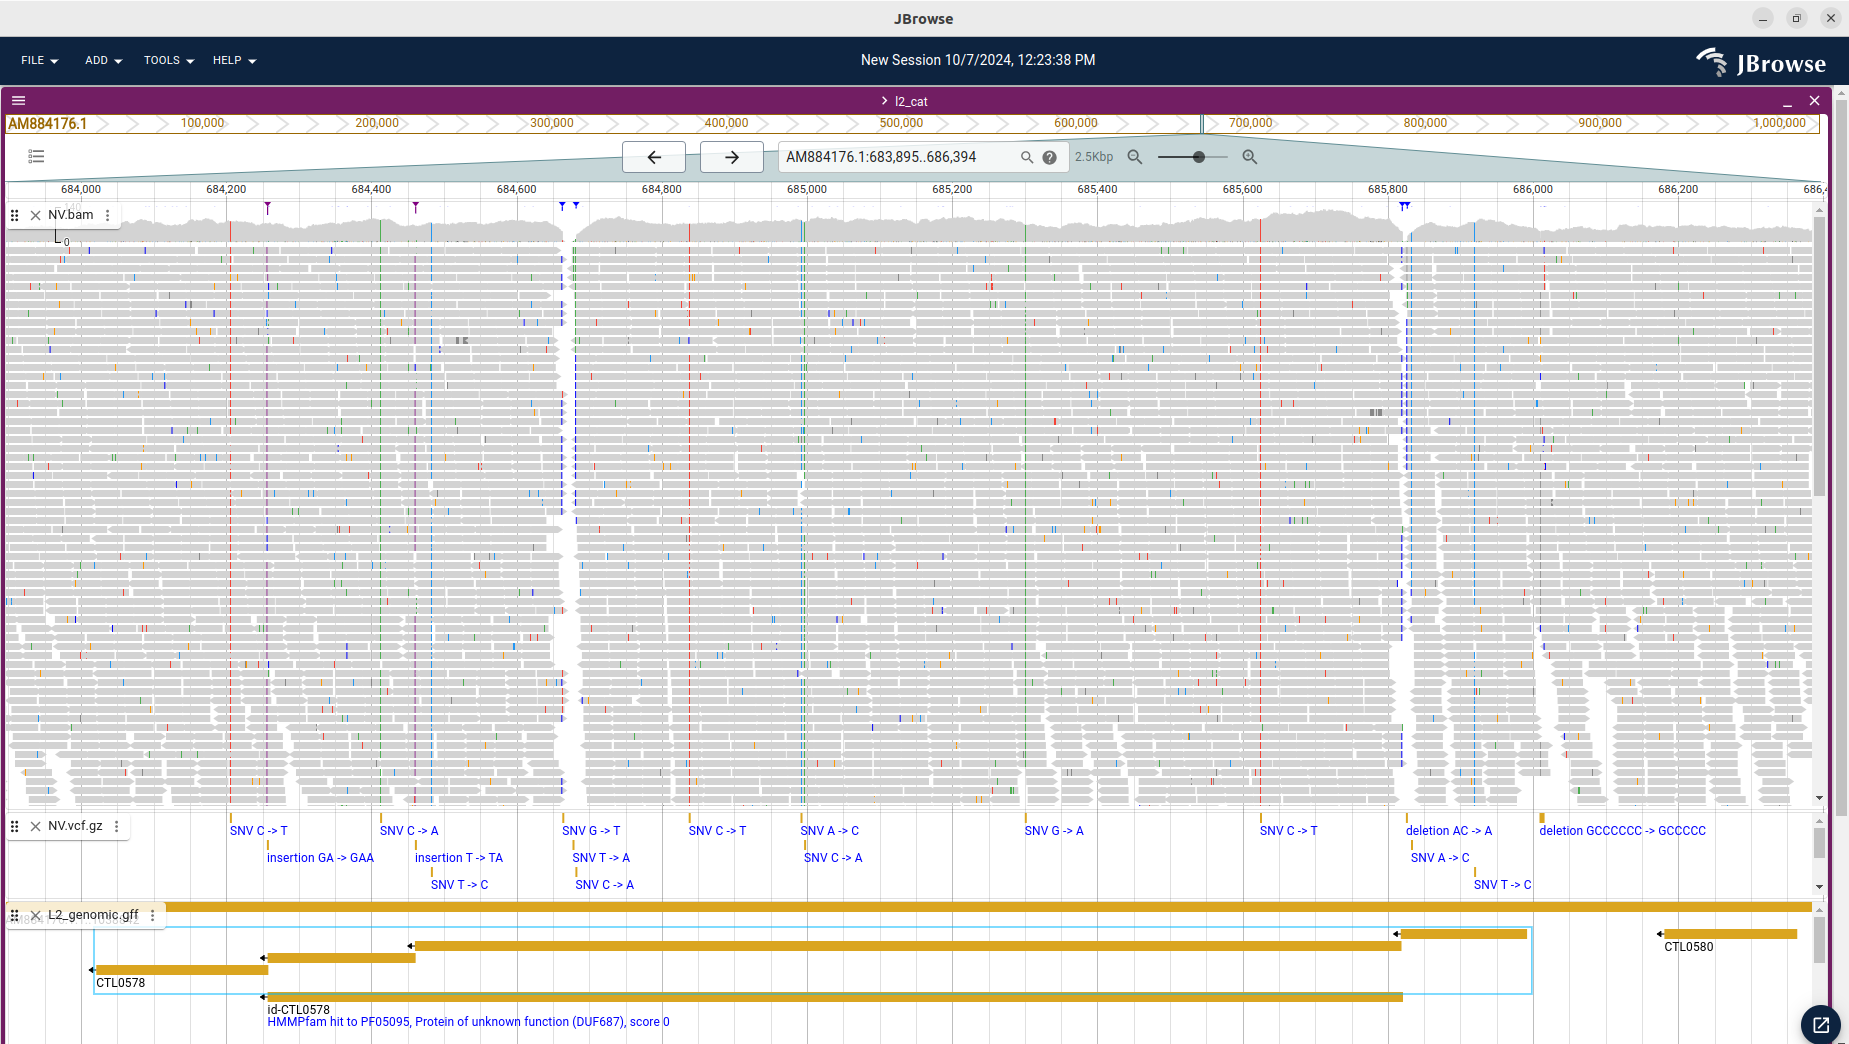 JBrowse
FILE ADD TOOLS HELP New Session 10/7/2024, 12:23:38 PM JBrowse
l2_cat
AM884176.1 100,000 200,000 300,000 400,000 500,000 600,000 700,000 800,000 900,000 1,000,000
AM884176.1:683,895..686,394 2.5Kbp
684,000 684,200 684,400 684,600 684,800 685,000 685,200 685,400 685,600 685,800 686,000 686,200 686,4
NV.bam
0
NV.vcf.gz
SNV C -> T SNV C -> A SNV G -> T SNV C -> T SNV A -> C SNV G -> A SNV C -> T deletion AC -> A deletion GCCCCCC -> GCCCCC
insertion GA -> GAA insertion T -> TA SNV T -> A SNV C -> A SNV A -> C
SNV T -> C SNV C -> A SNV T -> C
L2_genomic.gff
CTL0580
CTL0578
id-CTL0578
HMMPfam hit to PF05095, Protein of unknown function (DUF687), score 0